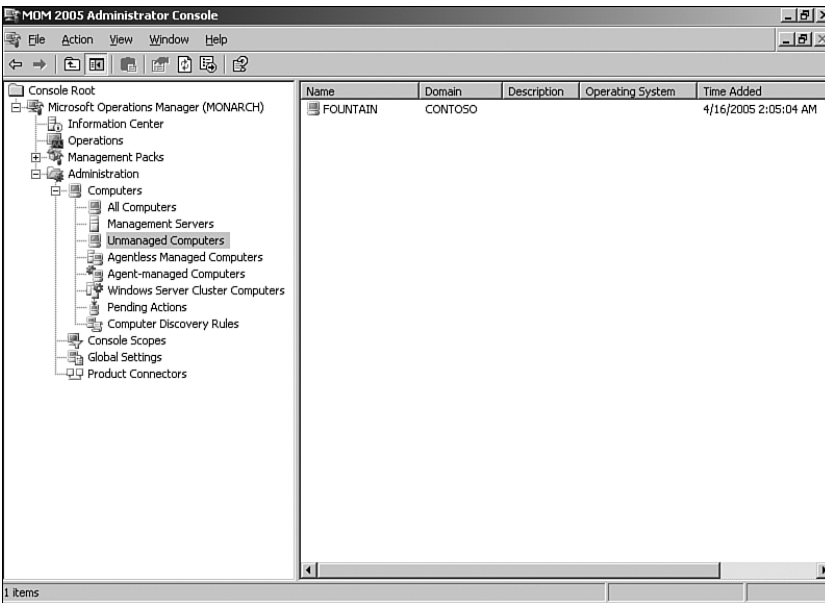 MOM 2005 Administrator Console
File Action View Window Help
Console Root
Microsoft Operations Manager (MONARCH)
Information Center
Operations
Management Packs
Administration
Computers
All Computers
Management Servers
Unmanaged Computers
Agentless Managed Computers
Agent-managed Computers
Windows Server Cluster Computers
Pending Actions
Computer Discovery Rules
Console Scopes
Global Settings
Product Connectors
Name Domain Description Operating System Time Added
FOUNTAIN CONTOSO 4/16/2005 2:05:04 AM
1 items